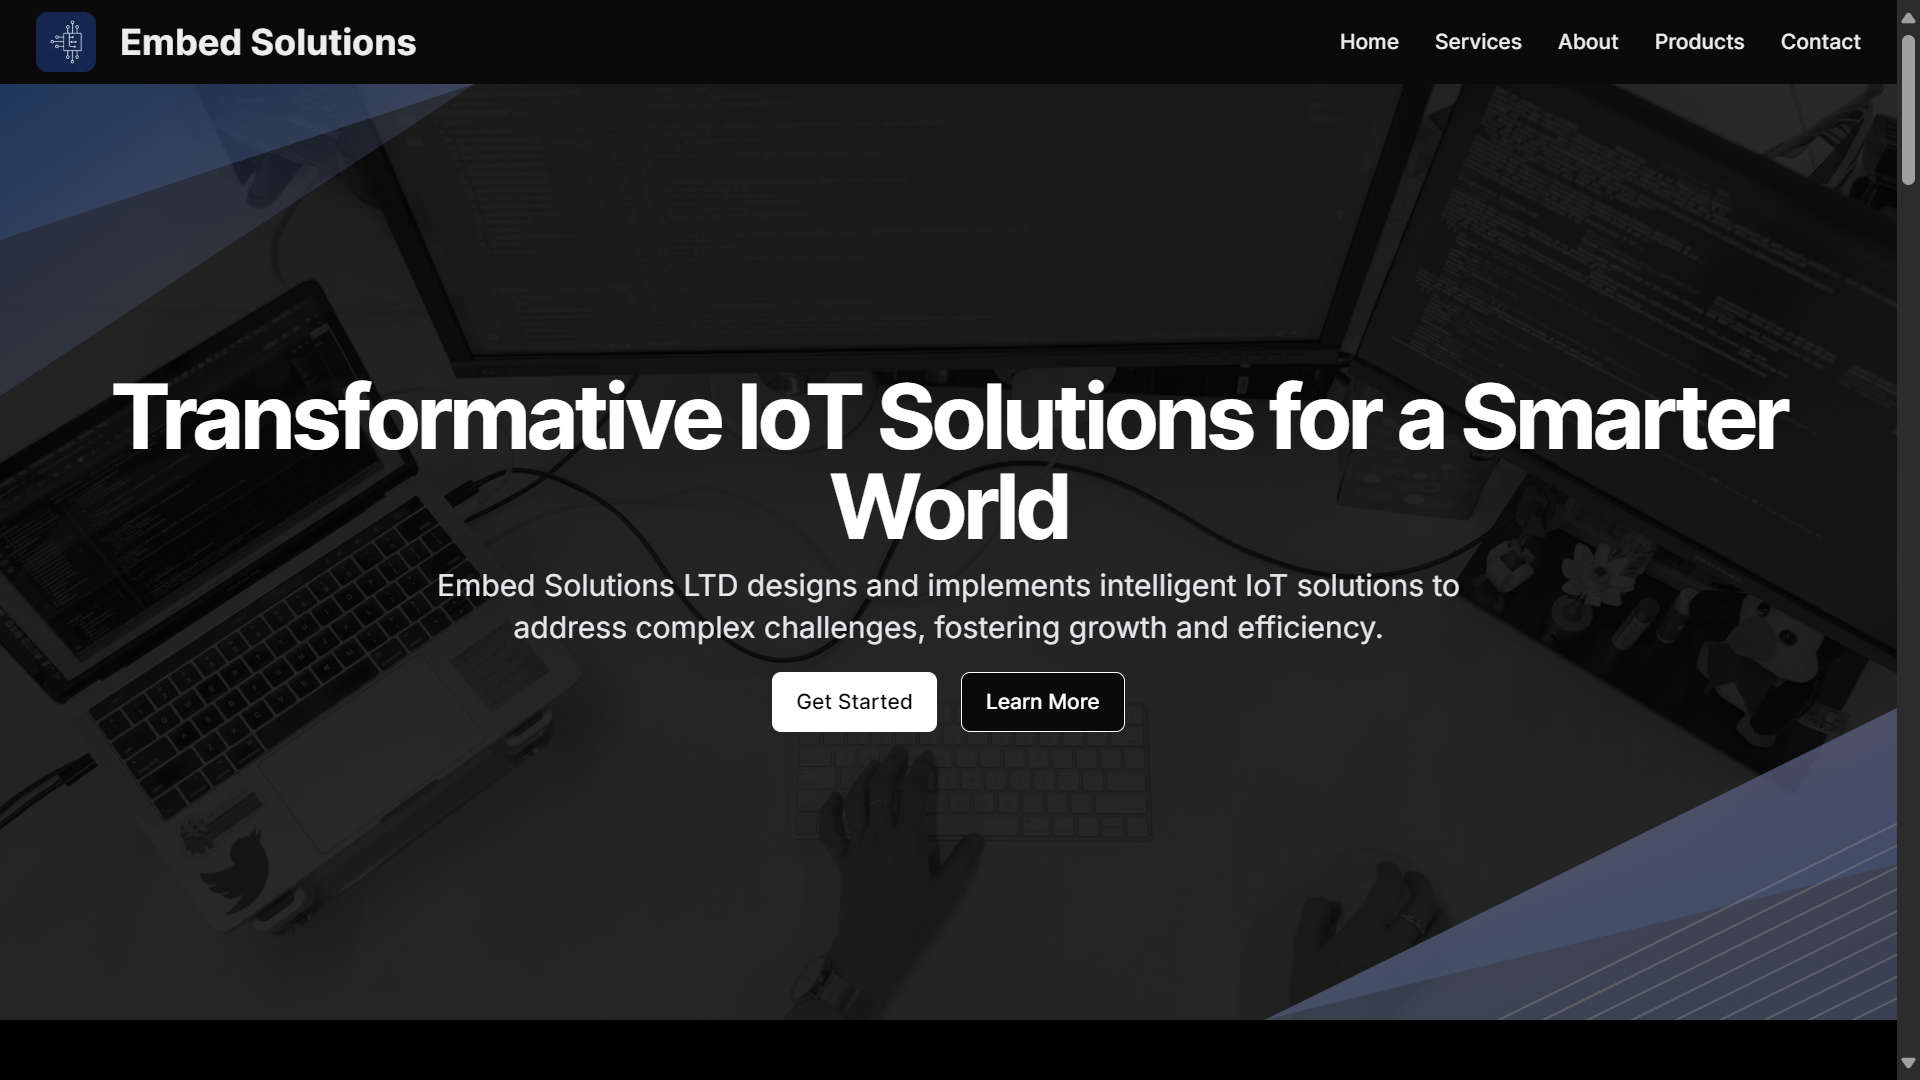 Embed Solutions
Home
Services
About
Products
Contact
Transformative IoT Solutions for a Smarter
World
Embed Solutions LTD designs and implements intelligent IoT solutions to
address complex challenges, fostering growth and efficiency.
Get Started
Learn More